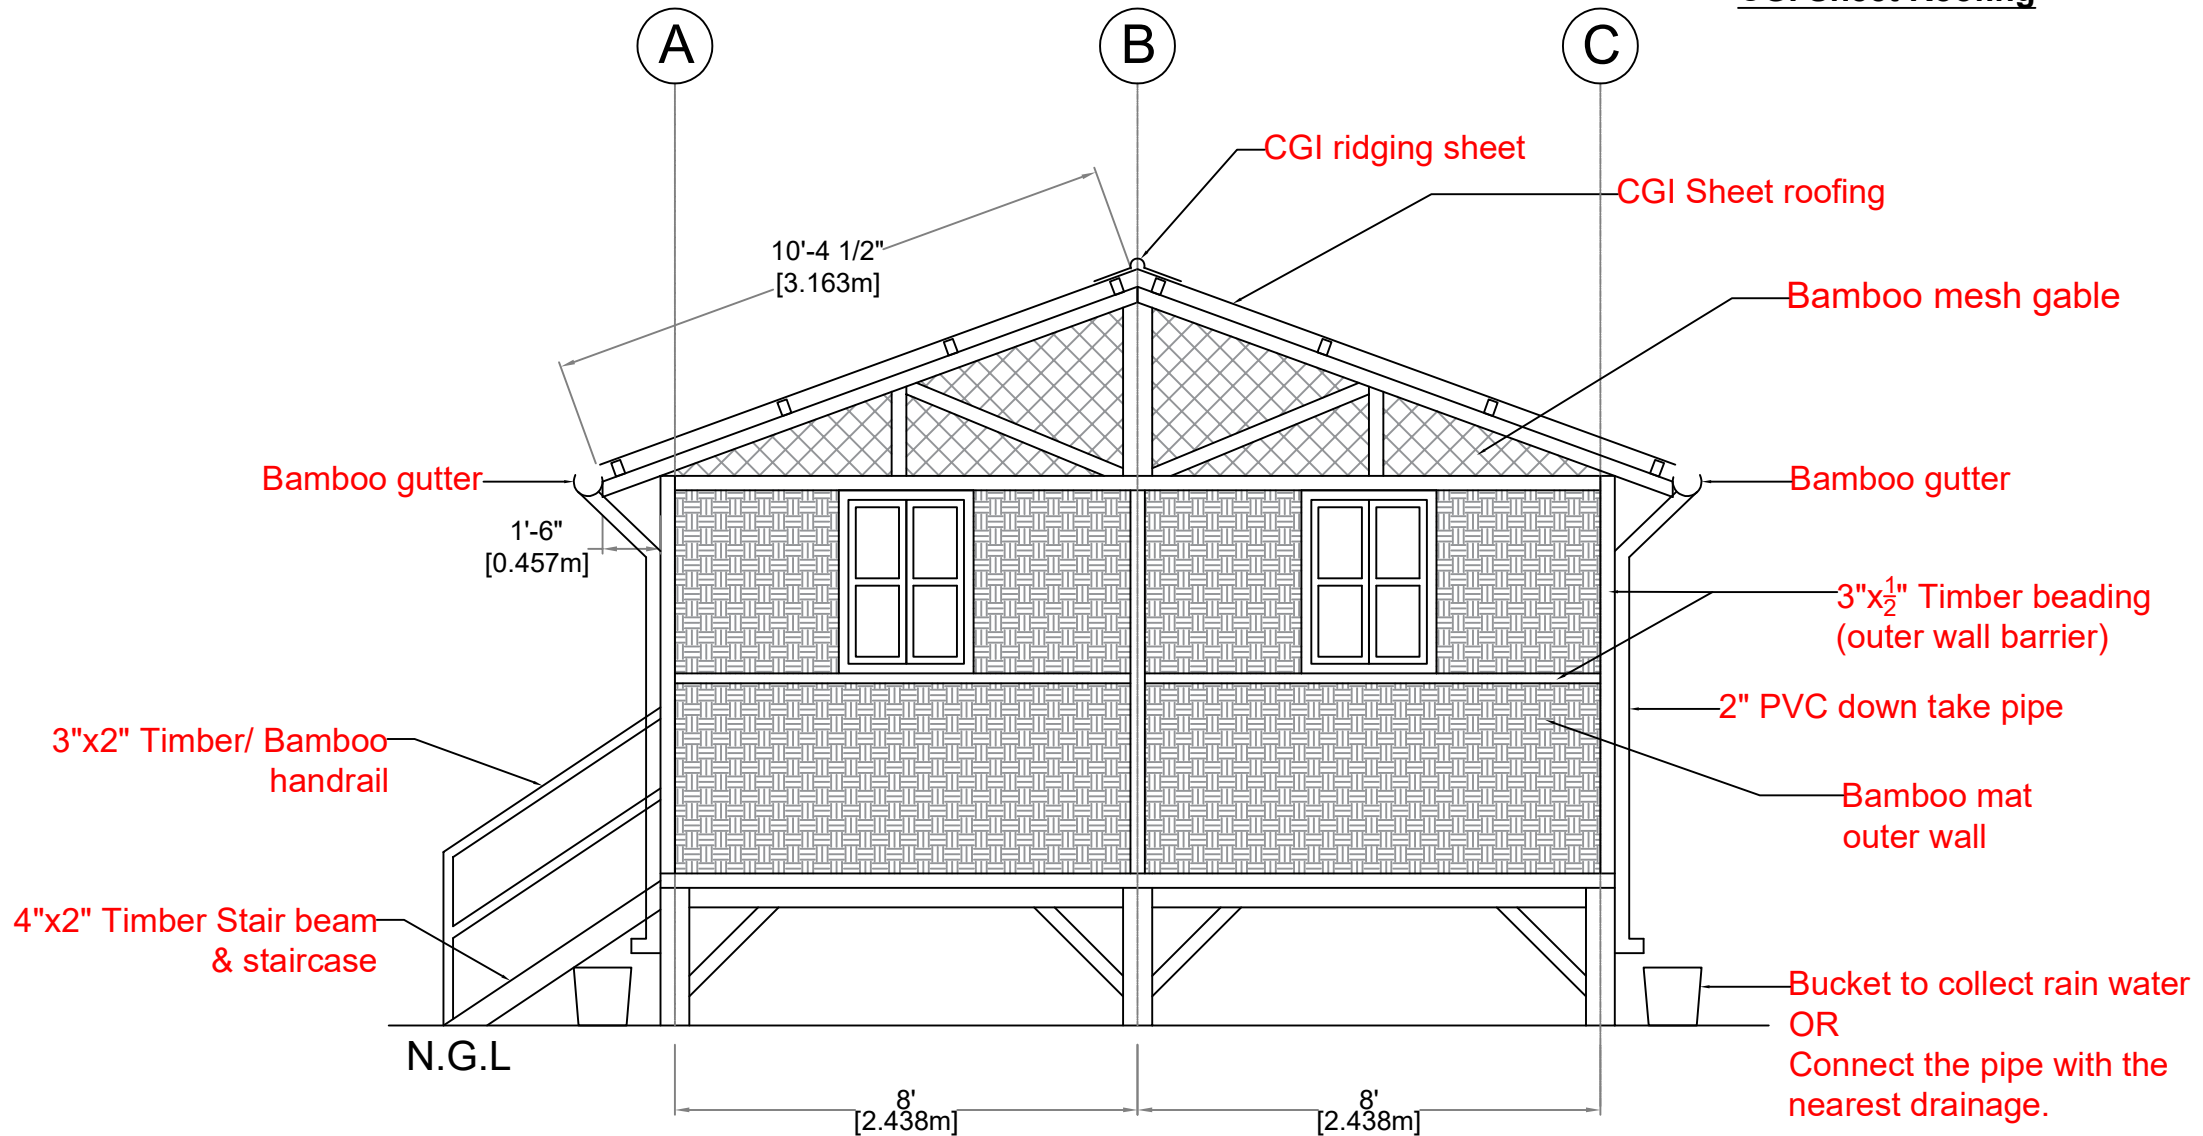 CGI Sheet Roofing
A
B
C
CGI ridging sheet
CGI Sheet roofing
10'-4 1/2"
[3.163m]
Bamboo mesh gable
Bamboo gutter
Bamboo gutter
1'-6"
[0.457m]
3"x1/2" Timber beading
(outer wall barrier)
2" PVC down take pipe
3"x2" Timber/ Bamboo
handrail
Bamboo mat
outer wall
4"x2" Timber Stair beam
& staircase
Bucket to collect rain water
OR
Connect the pipe with the
nearest drainage.
N.G.L
8'
[2.438m]
8'
[2.438m]